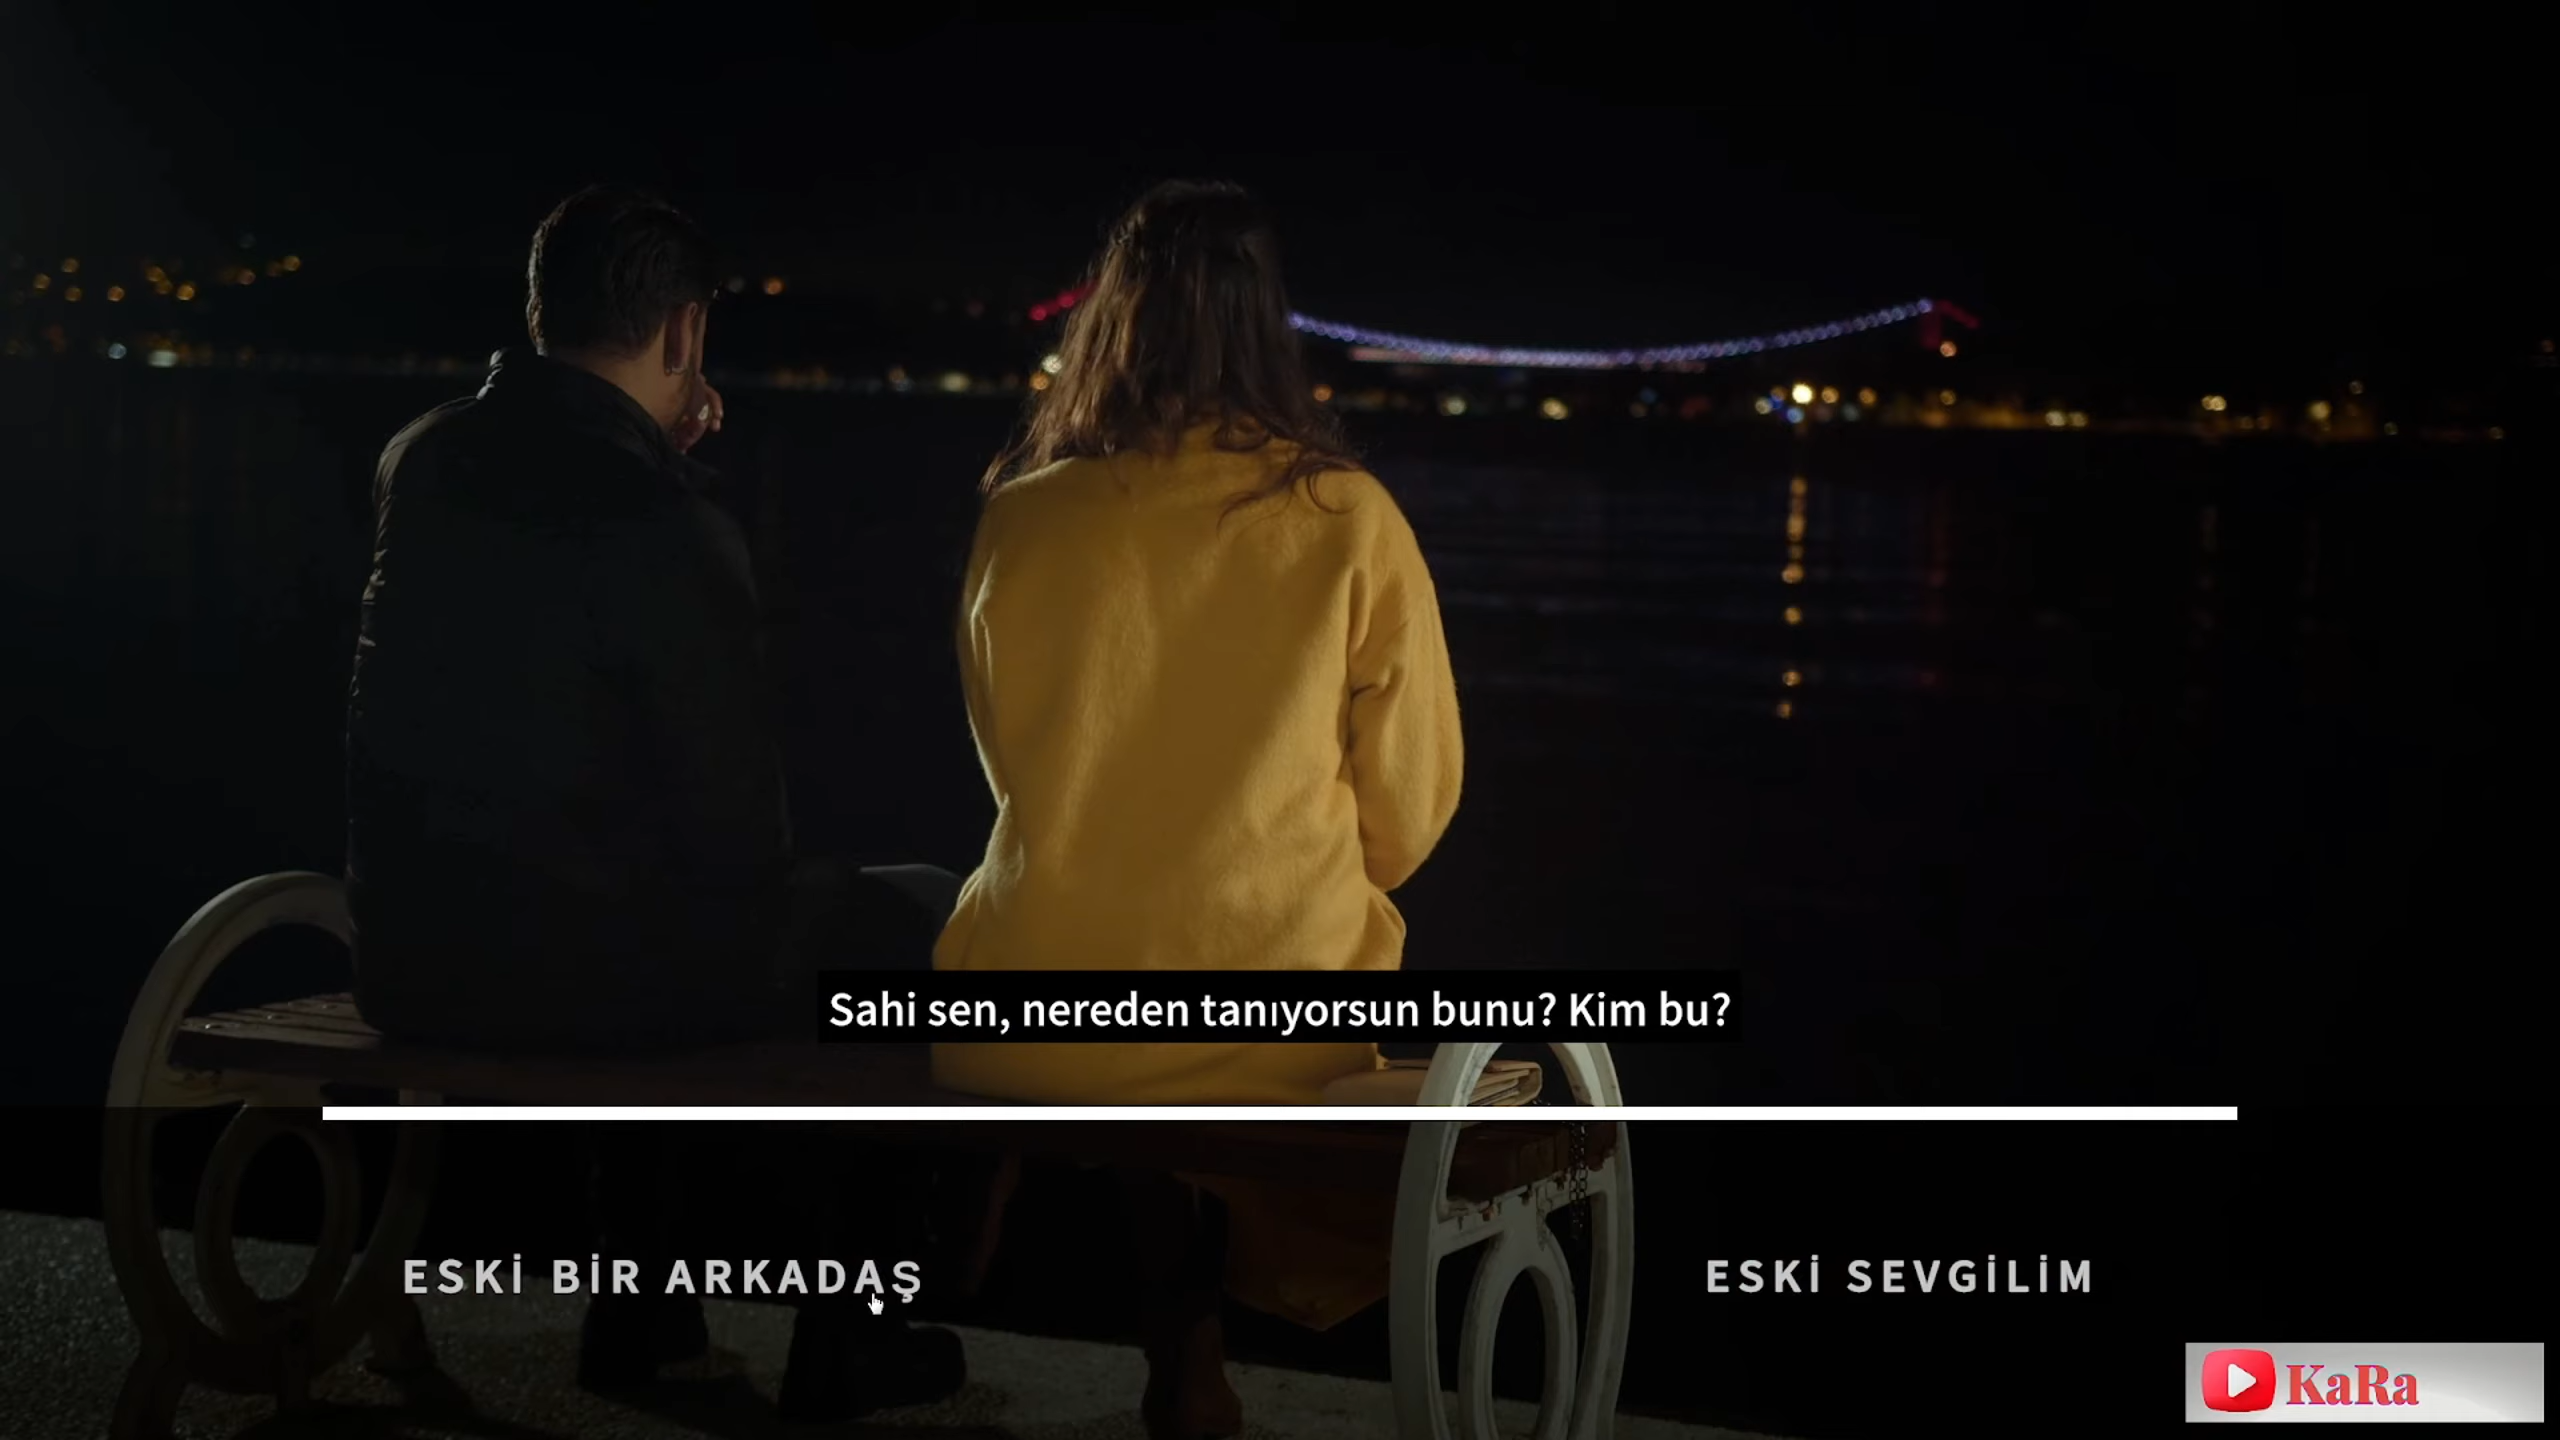 Sahi sen, nereden tanıyorsun bunu? Kim bu?
ESKİ BİR ARKADAŞ
ESKİ SEVGİLİM
KaRa